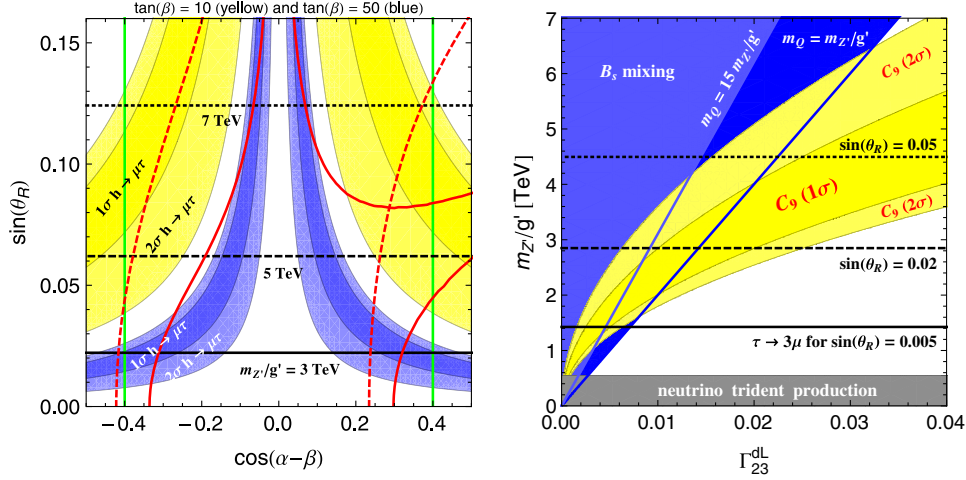 tan(β) = 10 (yellow) and tan(β) = 50 (blue)
0.15
0.10
0.05
0.00
sin(θR)
7 TeV
5 TeV
mZ'/g' = 3 TeV
1σ h → μτ
2σ h → μτ
1σ h → μτ
2σ h → μτ
−0.4
−0.2
0.0
0.2
0.4
cos(α−β)
7
6
5
4
3
2
1
0
mZ'/g' [TeV]
Bs mixing
mQ = 15 mZ'/g'
mQ = mZ'/g'
C9 (2σ)
sin(θR) = 0.05
C9 (1σ)
C9 (2σ)
sin(θR) = 0.02
τ → 3μ for sin(θR) = 0.005
neutrino trident production
0.00
0.01
0.02
0.03
0.04
Γ23^dL